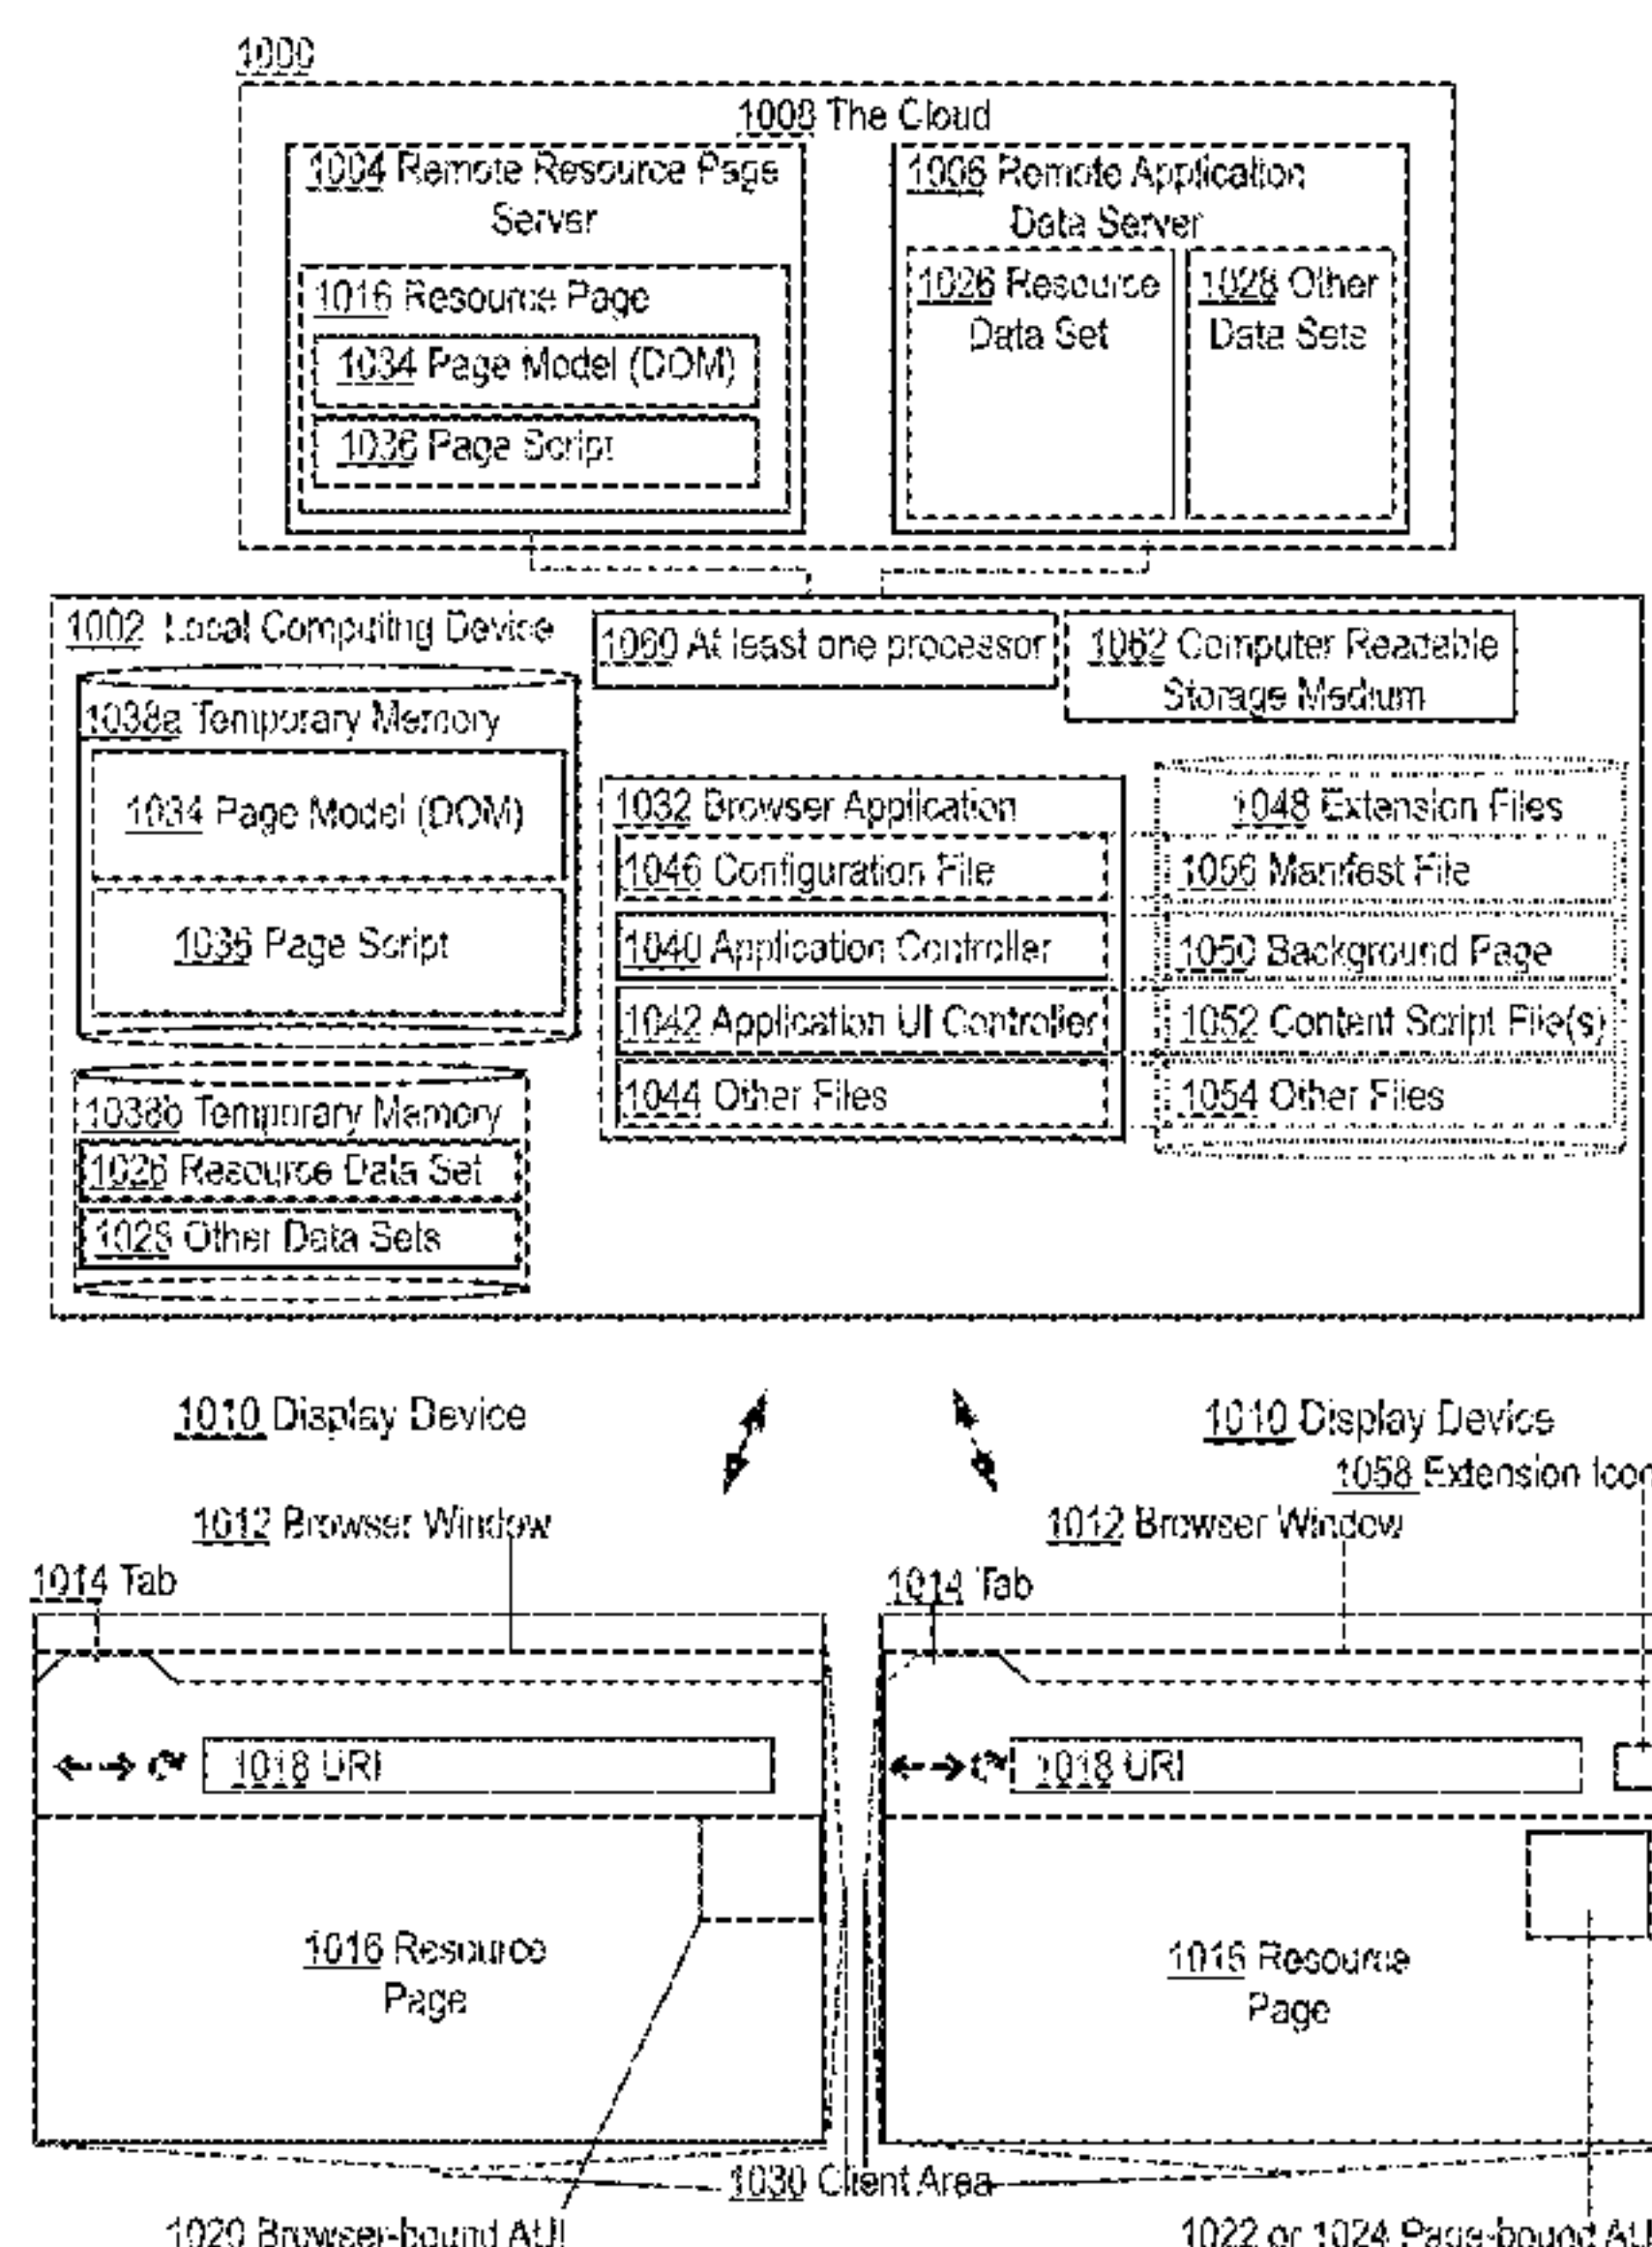 1000
1008 The Cloud
1004 Remote Resource Page
Server
1016 Resource Page
1034 Page Model (DOM)
1036 Page Script
1006 Remote Application
Data Server
1026 Resource
Data Set
1028 Other
Data Sets
1002 Local Computing Device
1060 At least one processor
1062 Computer Readable
Storage Medium
1038a Temporary Memory
1034 Page Model (DOM)
1036 Page Script
1038b Temporary Memory
1026 Resource Data Set
1028 Other Data Sets
1032 Browser Application
1046 Configuration File
1040 Application Controller
1042 Application UI Controller
1044 Other Files
1048 Extension Files
1056 Manifest File
1050 Background Page
1052 Content Script File(s)
1054 Other Files
1010 Display Device
1012 Browser Window
1014 Tab
1018 URI
1016 Resource
Page
1010 Display Device
1058 Extension Icon
1012 Browser Window
1014 Tab
1018 URI
1016 Resource
Page
1030 Client Area
1020 Browser-bound AUI
1022 or 1024 Page-bound AUI